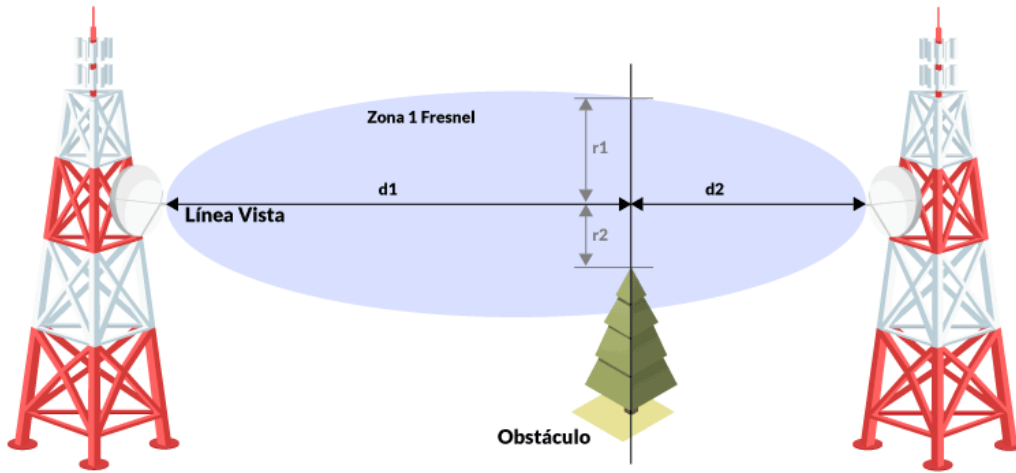 Zona 1 Fresnel
r1
d1
d2
Línea Vista
r2
Obstáculo